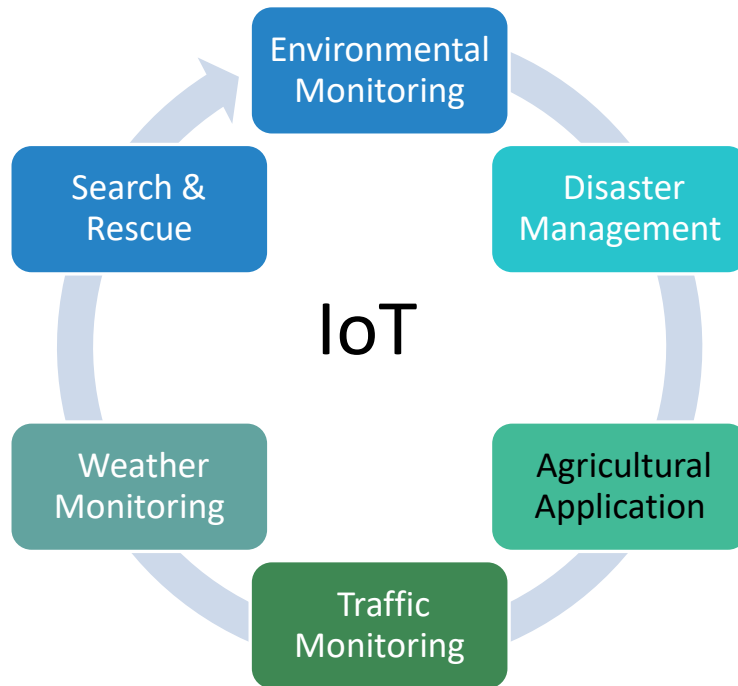 Environmental
Monitoring
Disaster
Management
Agricultural
Application
Traffic
Monitoring
Weather
Monitoring
Search &
Rescue
IoT